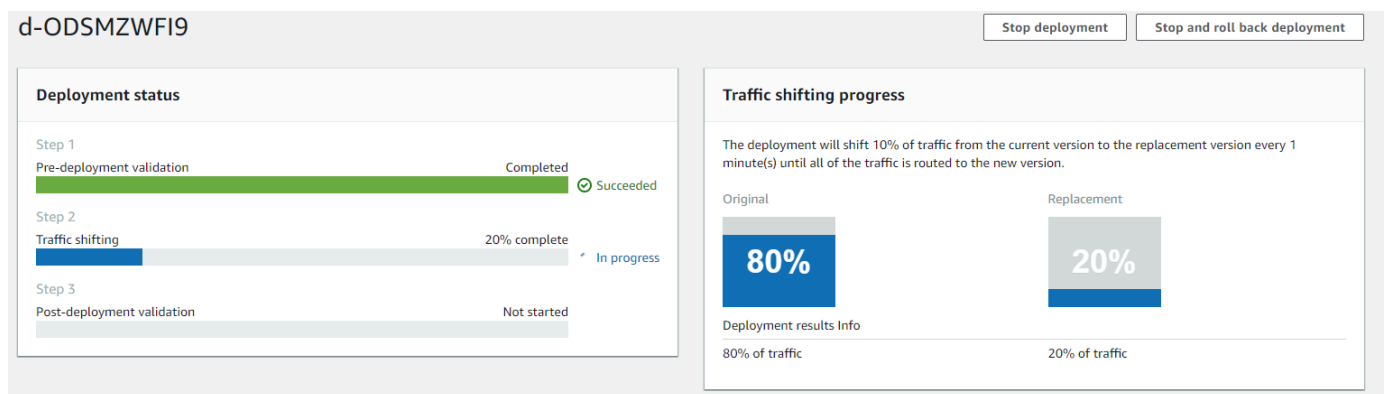 d-ODSMZWFI9
Stop deployment
Stop and roll back deployment
Deployment status
Step 1
Pre-deployment validation
Completed
Succeeded
Step 2
Traffic shifting
20% complete
In progress
Step 3
Post-deployment validation
Not started
Traffic shifting progress
The deployment will shift 10% of traffic from the current version to the replacement version every 1
minute(s) until all of the traffic is routed to the new version.
Original
Replacement
80%
20%
Deployment results Info
80% of traffic
20% of traffic